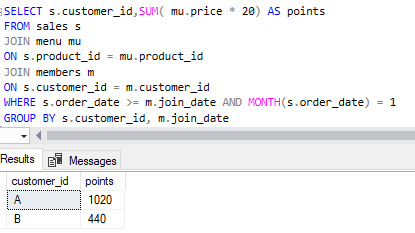 SELECT s.customer_id,SUM( mu.price * 20) AS points
FROM sales s
JOIN menu mu
ON s.product_id = mu.product_id
JOIN members m
ON s.customer_id = m.customer_id
WHERE s.order_date >= m.join_date AND MONTH(s.order_date) = 1
GROUP BY s.customer_id, m.join_date
Results Messages
customer_id points
A 1020
B 440